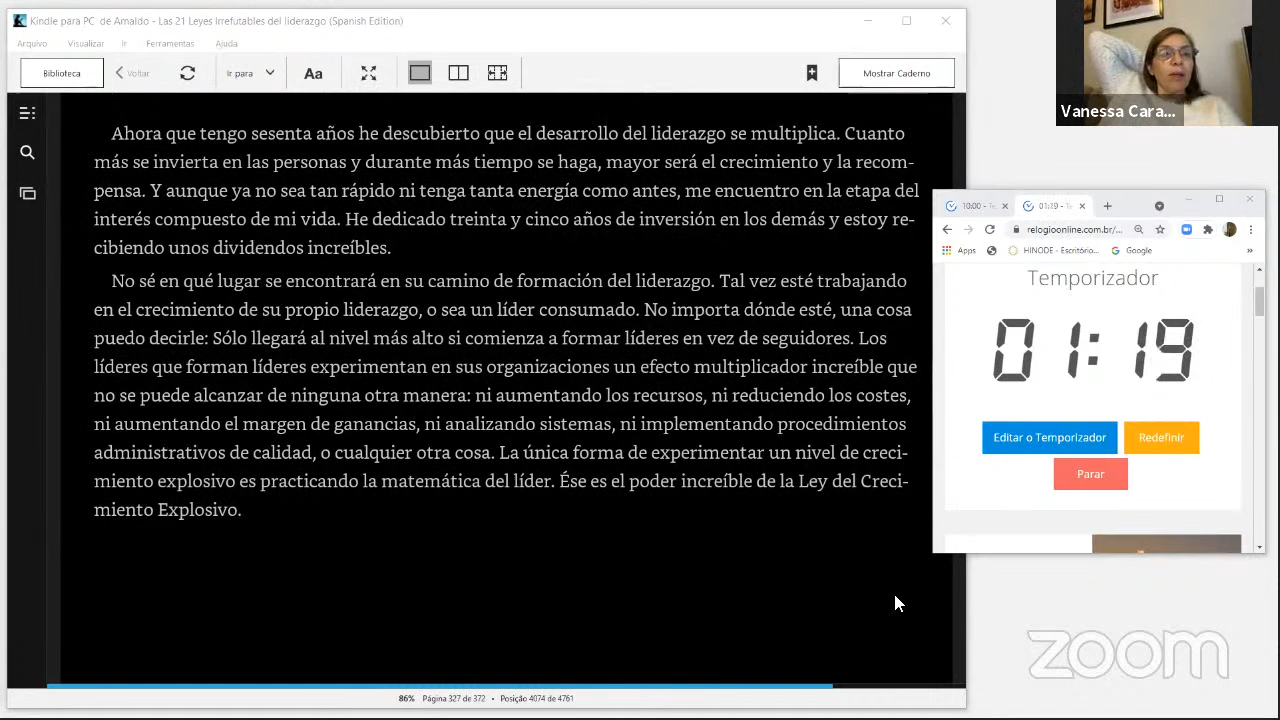 Kindle para PC de Arnaldo - Las 21 Leyes Irrefutables del liderazgo (Spanish Edition)
Arquivo Visualizar Ir Ferramentas Ajuda
Biblioteca Voltar Ir para Aa Mostrar Caderno
Ahora que tengo sesenta años he descubierto que el desarrollo del liderazgo se multiplica. Cuanto
más se invierta en las personas y durante más tiempo se haga, mayor será el crecimiento y la recom-
pensa. Y aunque ya no sea tan rápido ni tenga tanta energía como antes, me encuentro en la etapa del
interés compuesto de mi vida. He dedicado treinta y cinco años de inversión en los demás y estoy re-
cibiendo unos dividendos increíbles.
No sé en qué lugar se encontrará en su camino de formación del liderazgo. Tal vez esté trabajando
en el crecimiento de su propio liderazgo, o sea un líder consumado. No importa dónde esté, una cosa
puedo decirle: Sólo llegará al nivel más alto si comienza a formar líderes en vez de seguidores. Los
líderes que forman líderes experimentan en sus organizaciones un efecto multiplicador increíble que
no se puede alcanzar de ninguna otra manera: ni aumentando los recursos, ni reduciendo los costes,
ni aumentando el margen de ganancias, ni analizando sistemas, ni implementando procedimientos
administrativos de calidad, o cualquier otra cosa. La única forma de experimentar un nivel de creci-
miento explosivo es practicando la matemática del líder. Ése es el poder increíble de la Ley del Creci-
miento Explosivo.
86% Página 327 de 372 • Posição 4074 de 4761
Vanessa Cara...
10:00 - Te 01:19 - Te
relogioonline.com.br/...
Apps HINODE - Escritório... Google »
Temporizador
01:19
Editar o Temporizador Redefinir
Parar
zoom